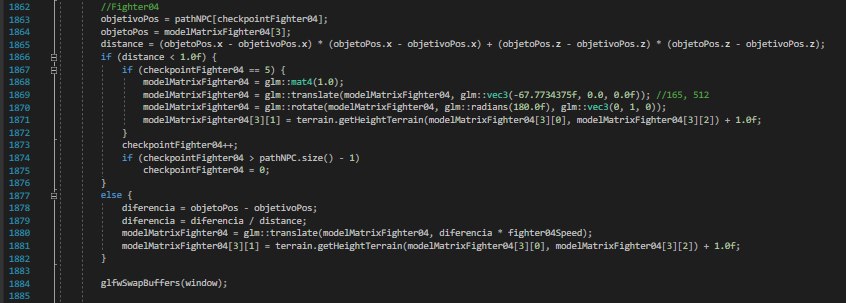 1862 //Fighter04
1863 objetivoPos = pathNPC[checkpointFighter04];
1864 objetoPos = modelMatrixFighter04[3];
1865 distance = (objetoPos.x - objetivoPos.x) * (objetoPos.x - objetivoPos.x) + (objetoPos.z - objetivoPos.z) * (objetoPos.z - objetivoPos.z);
1866 if (distance < 1.0f) {
1867 if (checkpointFighter04 == 5) {
1868 modelMatrixFighter04 = glm::mat4(1.0);
1869 modelMatrixFighter04 = glm::translate(modelMatrixFighter04, glm::vec3(-67.7734375f, 0.0, 0.0f)); //165, 512
1870 modelMatrixFighter04 = glm::rotate(modelMatrixFighter04, glm::radians(180.0f), glm::vec3(0, 1, 0));
1871 modelMatrixFighter04[3][1] = terrain.getHeightTerrain(modelMatrixFighter04[3][0], modelMatrixFighter04[3][2]) + 1.0f;
1872 }
1873 checkpointFighter04++;
1874 if (checkpointFighter04 > pathNPC.size() - 1)
1875 checkpointFighter04 = 0;
1876 }
1877 else {
1878 diferencia = objetoPos - objetivoPos;
1879 diferencia = diferencia / distance;
1880 modelMatrixFighter04 = glm::translate(modelMatrixFighter04, diferencia * fighter04Speed);
1881 modelMatrixFighter04[3][1] = terrain.getHeightTerrain(modelMatrixFighter04[3][0], modelMatrixFighter04[3][2]) + 1.0f;
1882 }
1883
1884 glfwSwapBuffers(window);
1885